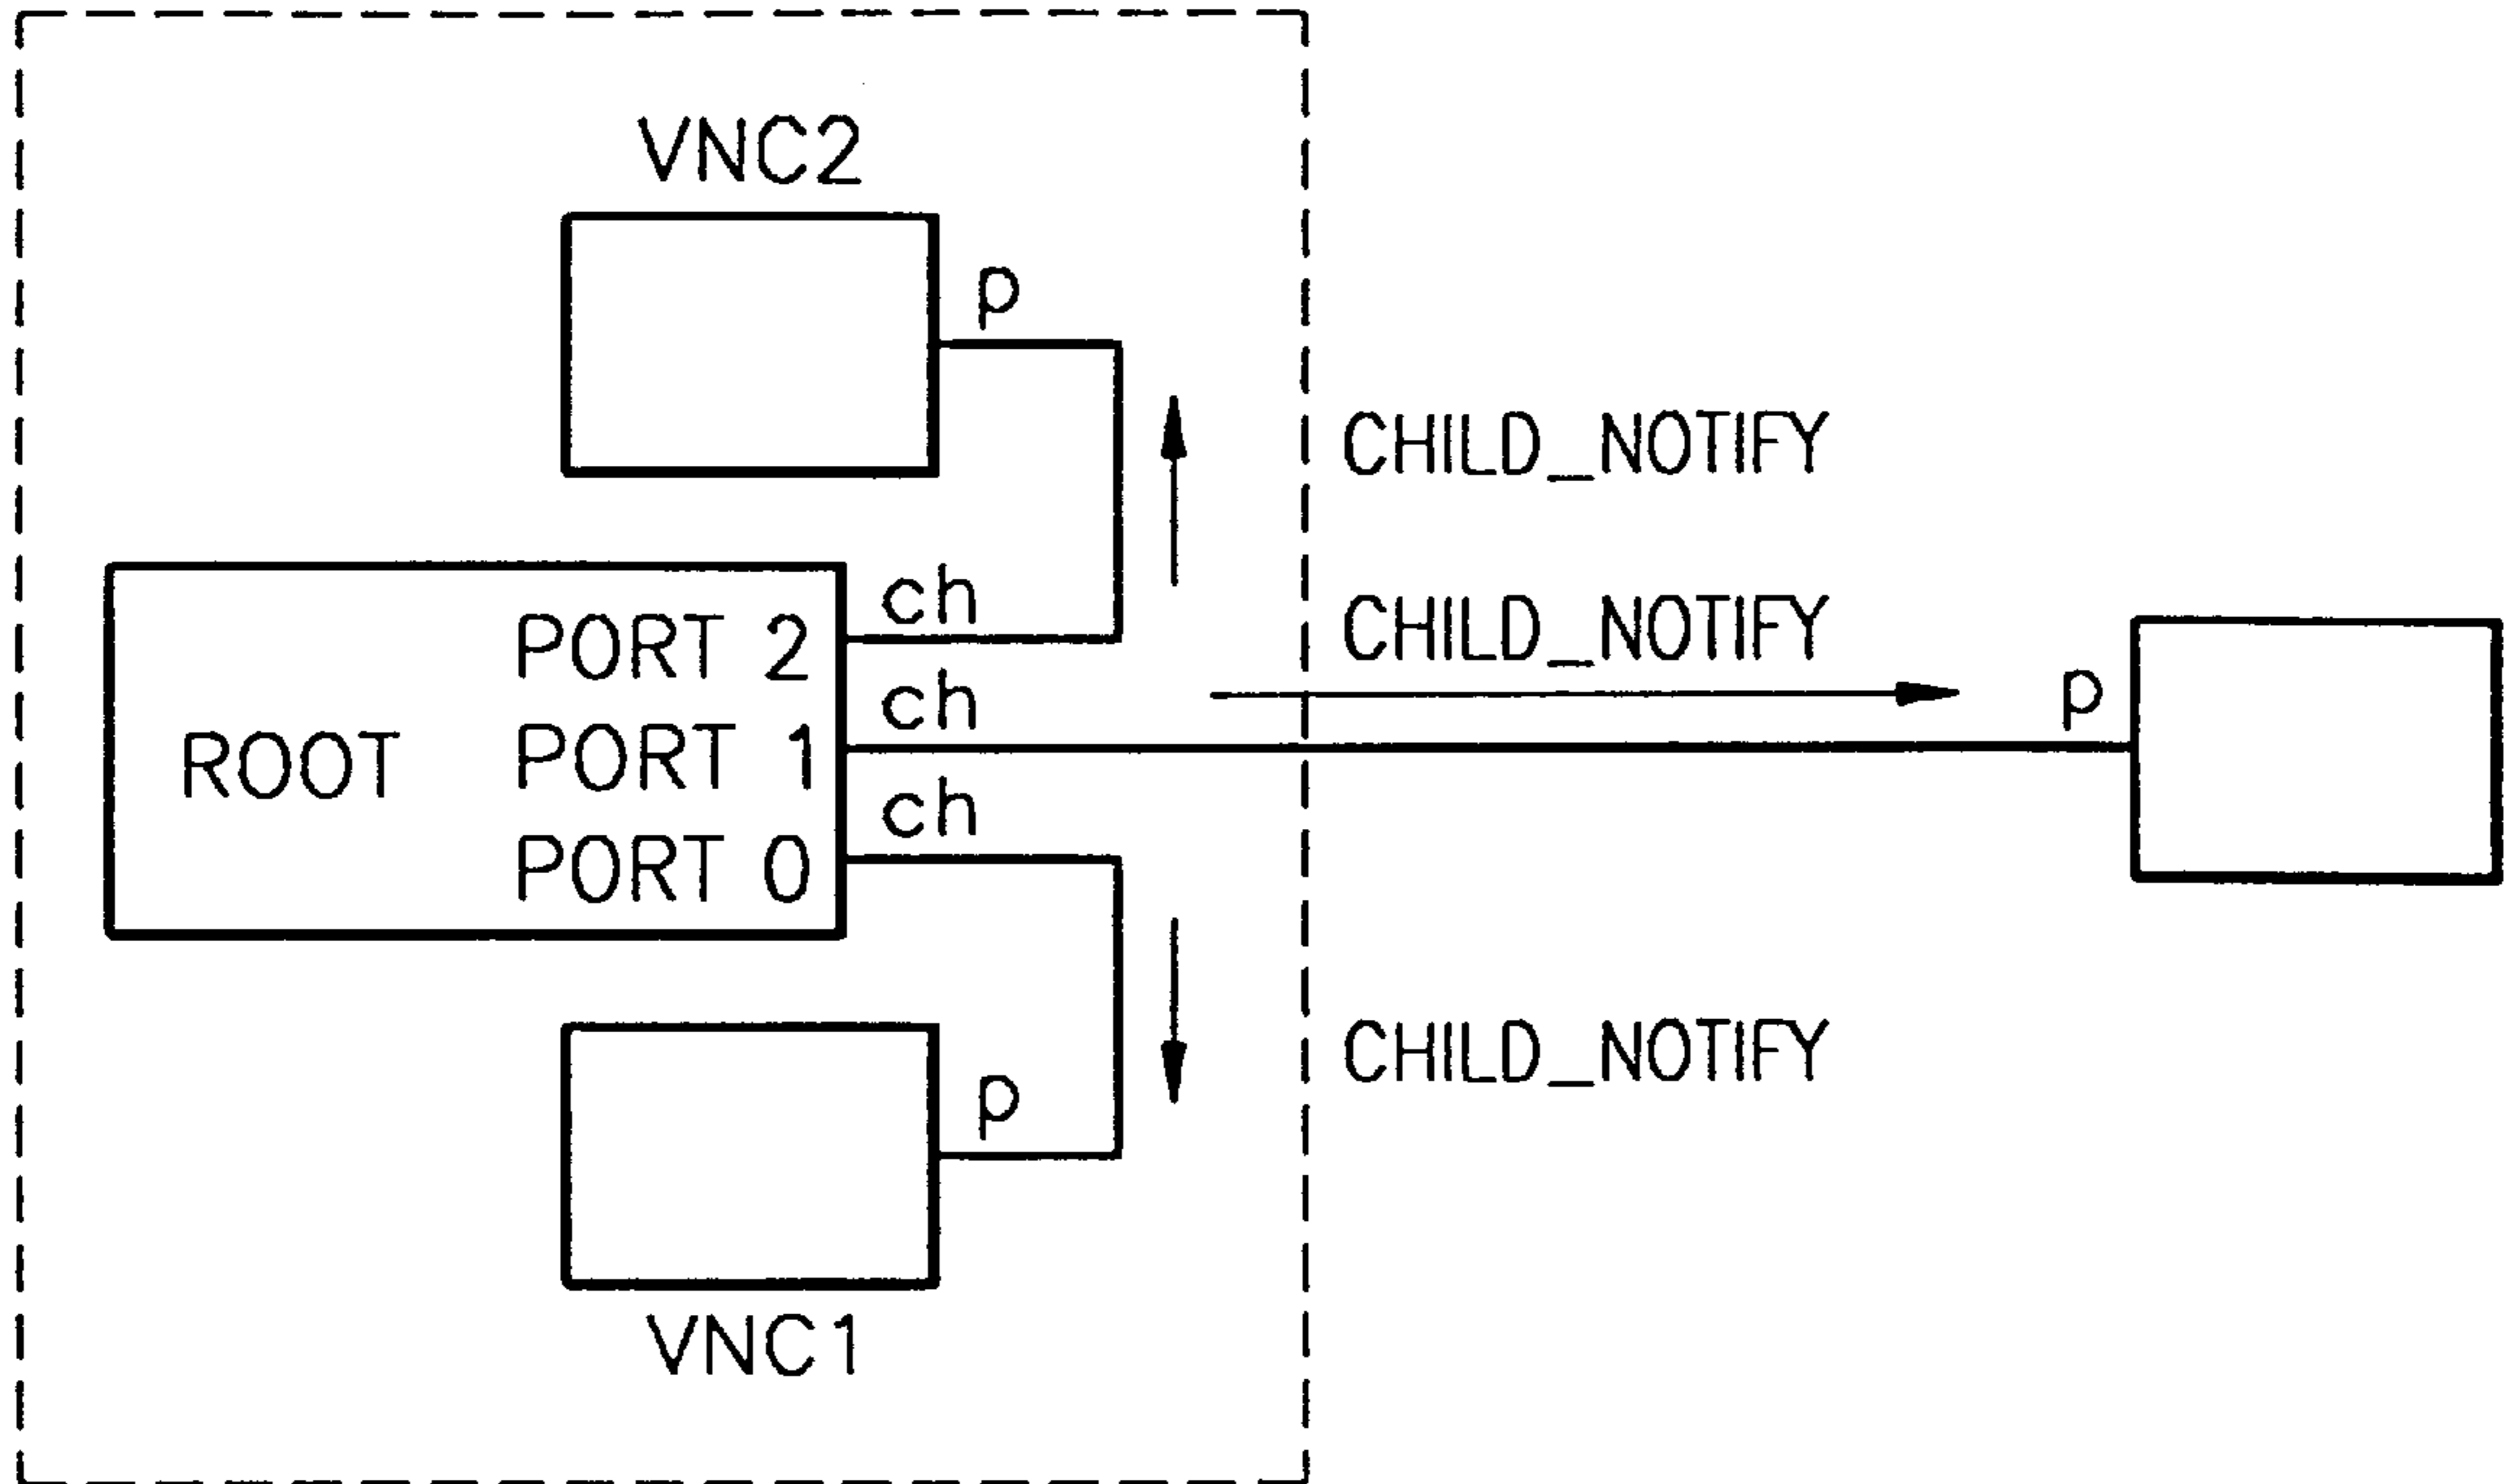 VNC2
p
CHILD_NOTIFY
ch
CHILD_NOTIFY
PORT 2
ch
p
ROOT
PORT 1
ch
PORT 0
CHILD_NOTIFY
p
VNC1